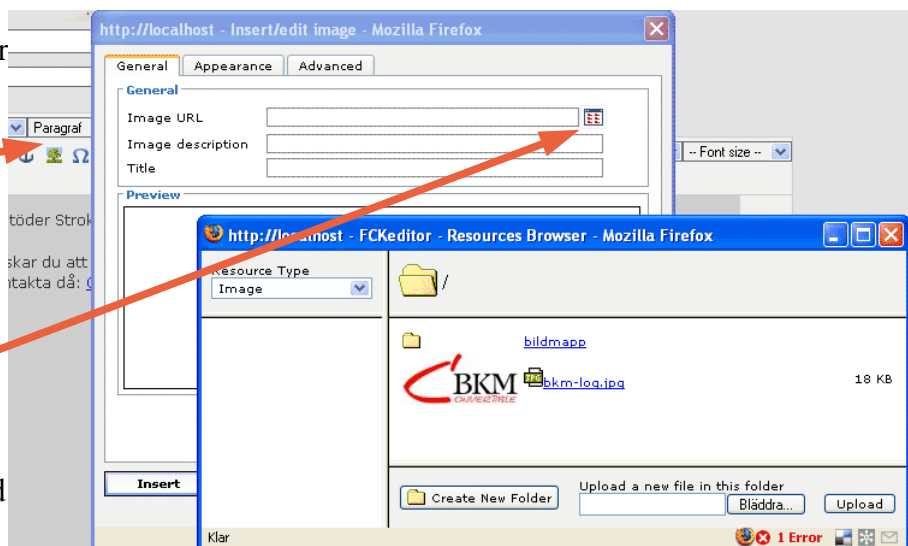 http://localhost - Insert/edit image - Mozilla Firefox
r
General Appearance Advanced
General
Image URL
Image description
Title
Preview
Paragraf
-- Font size --
töder Strok
skar du att
ntakta då:
http://localhost - FCKeditor - Resources Browser - Mozilla Firefox
Resource Type
Image
/
bildmapp
BKM
CONVERTIBLE
bkm-log.jpg
18 KB
Insert
d
Create New Folder
Upload a new file in this folder
Bläddra...
Upload
Klar
1 Error